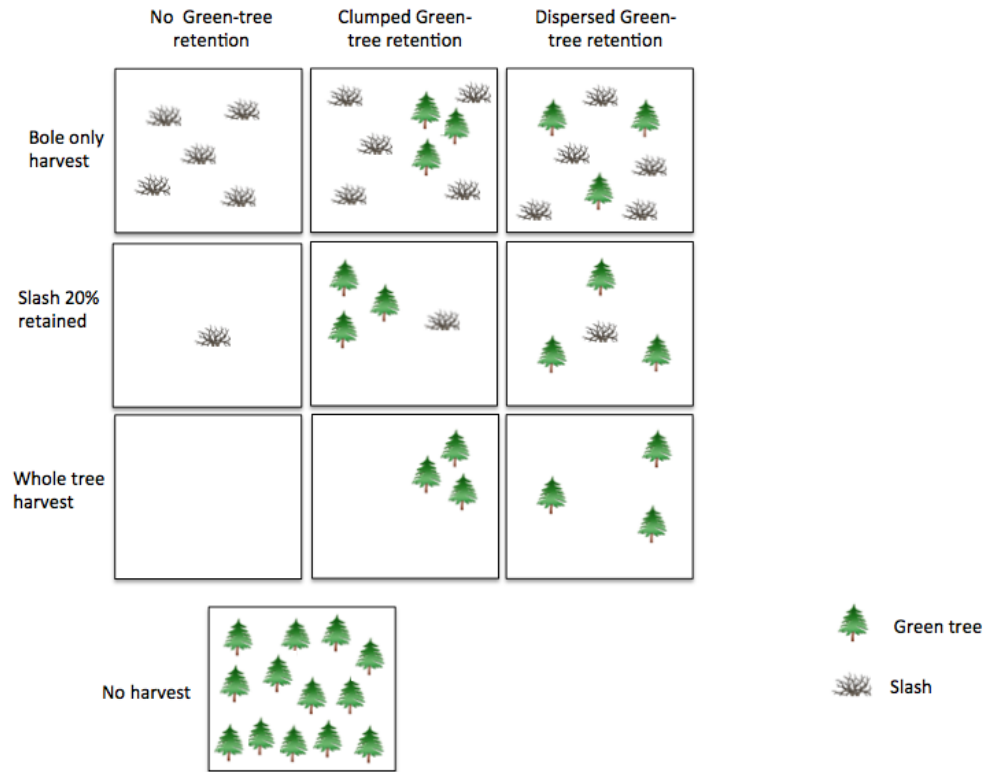 No Green-tree
retention
Clumped Green-
tree retention
Dispersed Green-
tree retention
Bole only
harvest
Slash 20%
retained
Whole tree
harvest
No harvest
Green tree
Slash